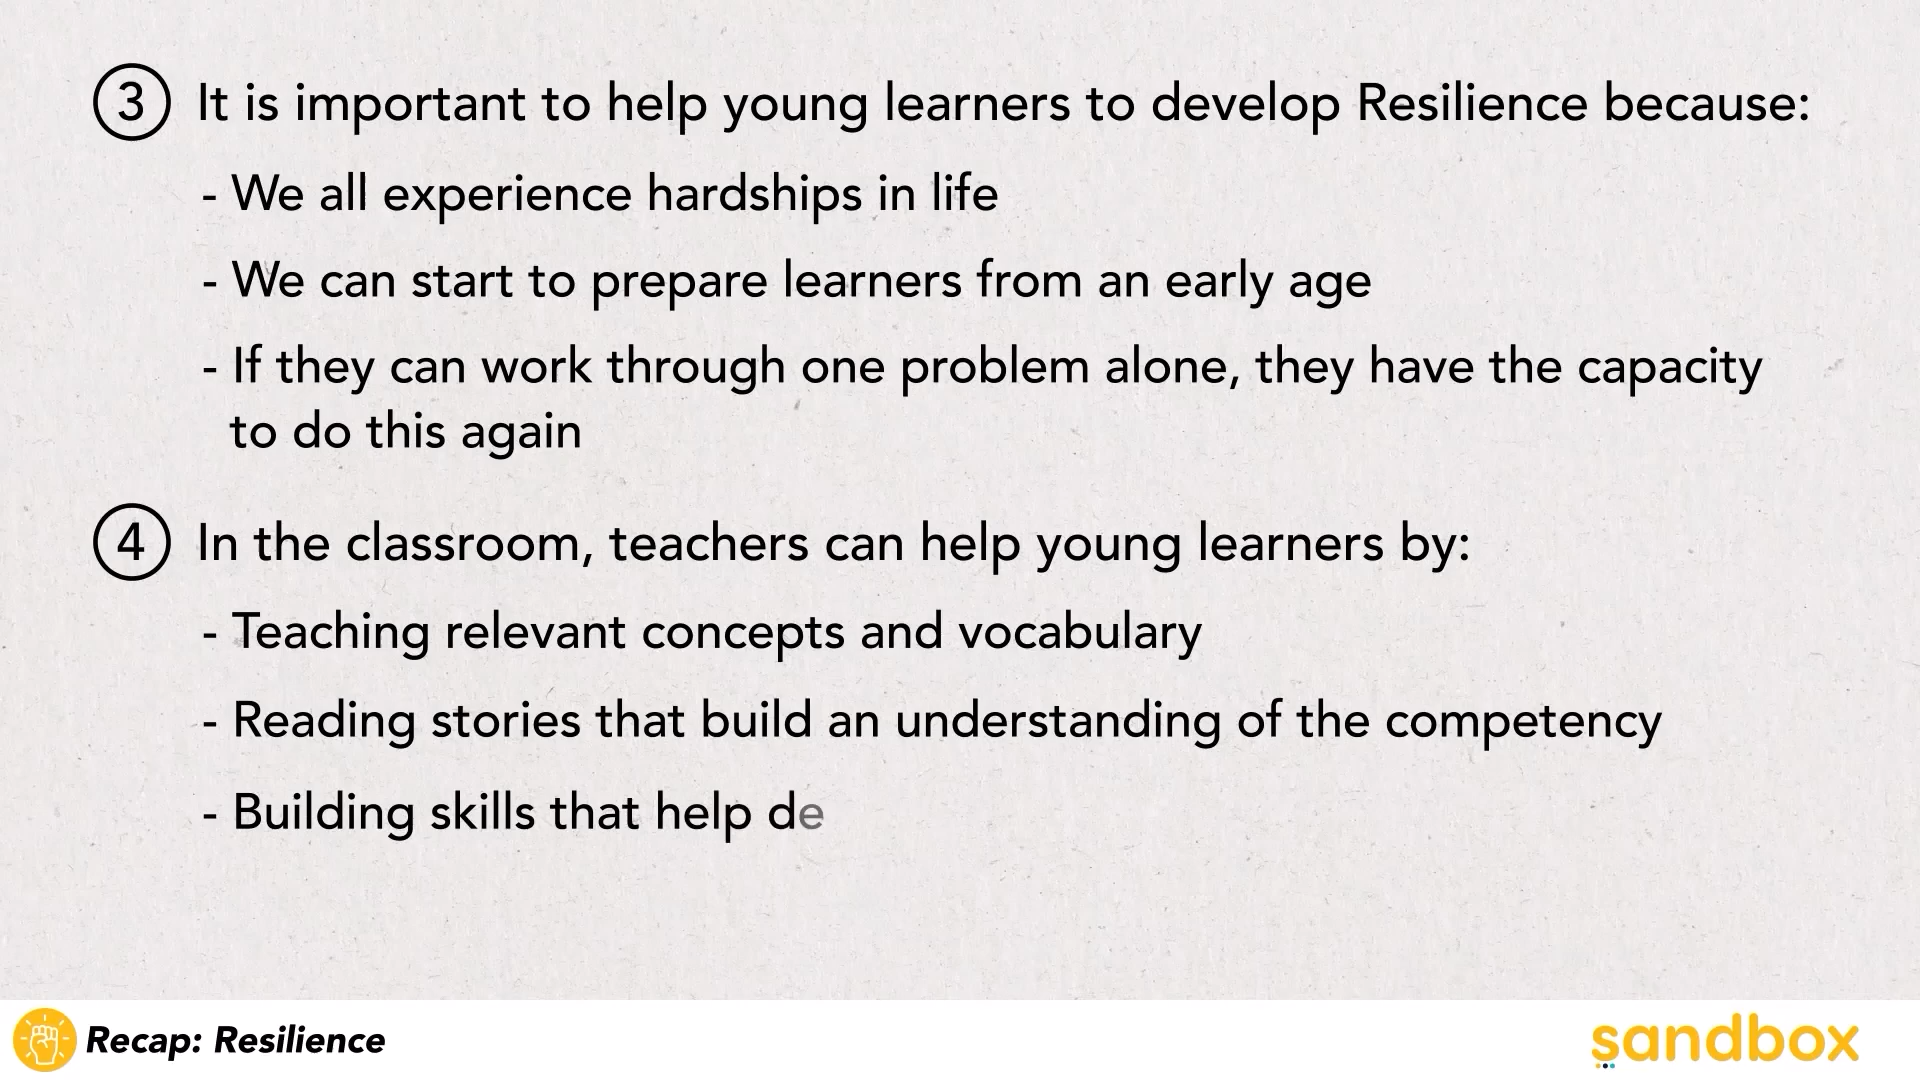 3 It is important to help young learners to develop Resilience because:
- We all experience hardships in life
- We can start to prepare learners from an early age
- If they can work through one problem alone, they have the capacity
to do this again
4 In the classroom, teachers can help young learners by:
- Teaching relevant concepts and vocabulary
- Reading stories that build an understanding of the competency
- Building skills that help de
Recap: Resilience
sandbox